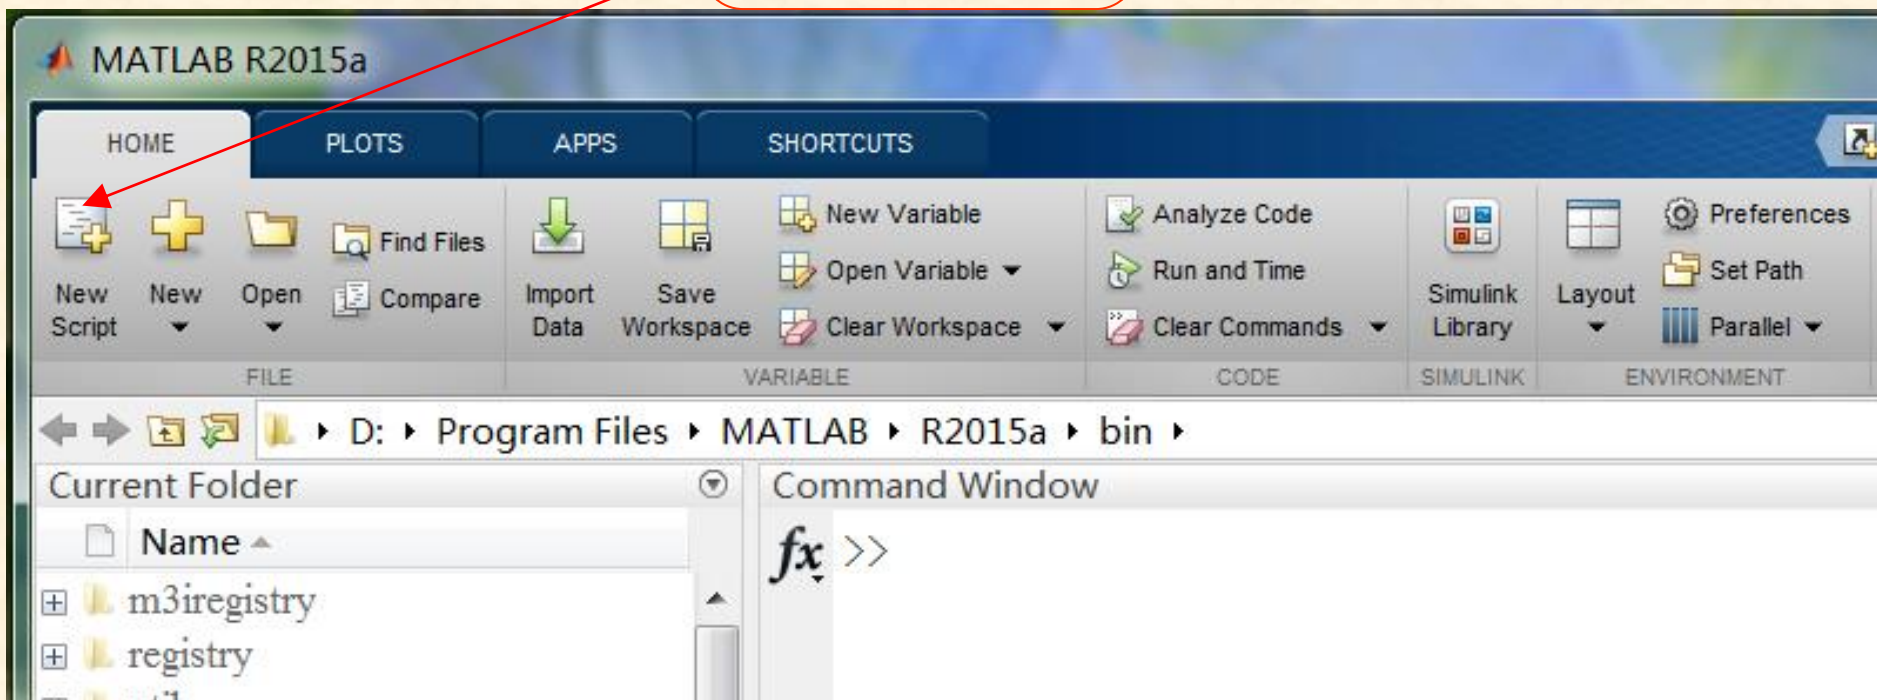 MATLAB R2015a
HOME PLOTS APPS SHORTCUTS
New Script
New
Open
Find Files
Compare
Import Data
Save Workspace
New Variable
Open Variable
Clear Workspace
Analyze Code
Run and Time
Clear Commands
Simulink Library
Layout
Preferences
Set Path
Parallel
FILE VARIABLE CODE SIMULINK ENVIRONMENT
D: Program Files MATLAB R2015a bin
Current Folder
Command Window
Name
fx >>
m3iregistry
registry